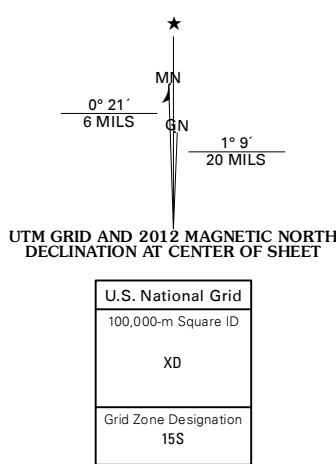 ★
MN
0° 21´
6 MILS
GN
1° 9´
20 MILS
UTM GRID AND 2012 MAGNETIC NORTH
DECLINATION AT CENTER OF SHEET
U.S. National Grid
100,000-m Square ID
XD
Grid Zone Designation
15S